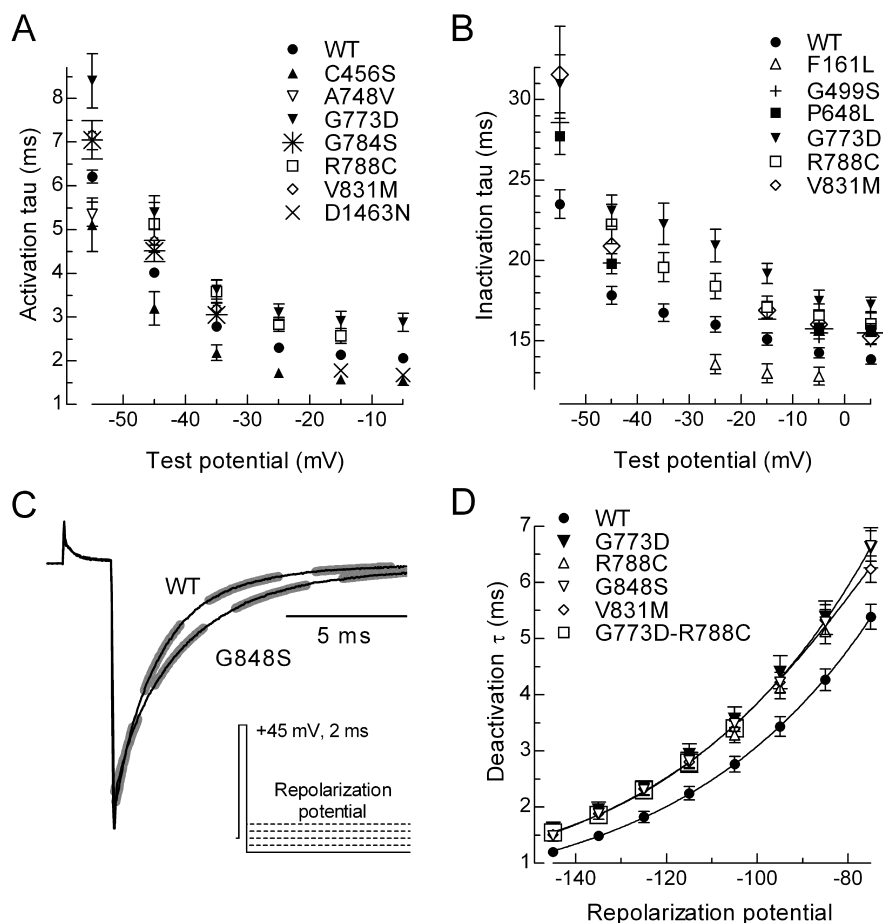 A
WT
C456S
A748V
G773D
G784S
R788C
V831M
D1463N
Activation tau (ms)
8
7
6
5
4
3
2
1
-50 -40 -30 -20 -10
Test potential (mV)
B
WT
F161L
G499S
P648L
G773D
R788C
V831M
Inactivation tau (ms)
30
25
20
15
-50 -40 -30 -20 -10 0
Test potential (mV)
C
WT
G848S
5 ms
+45 mV, 2 ms
Repolarization
potential
D
WT
G773D
R788C
G848S
V831M
G773D-R788C
Deactivation τ (ms)
7
6
5
4
3
2
1
-140 -120 -100 -80
Repolarization potential